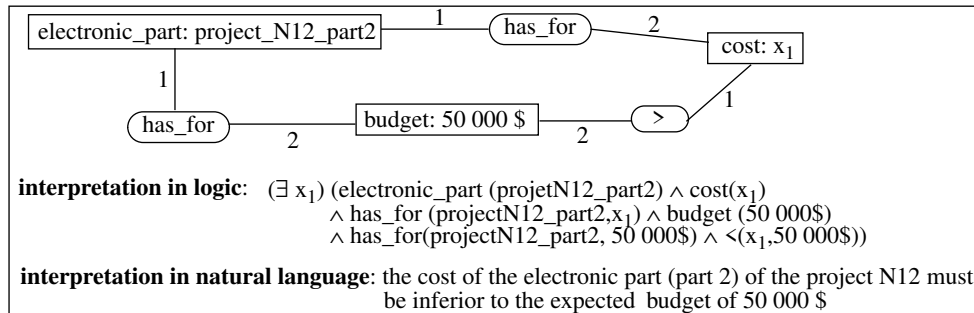 1
2
electronic_part: project_N12_part2
has_for
cost: x1
1
1
has_for
2
budget: 50 000 $
2
>
interpretation in logic: (∃ x1) (electronic_part (projetN12_part2) ∧ cost(x1)
∧ has_for (projectN12_part2,x1) ∧ budget (50 000$)
∧ has_for(projectN12_part2, 50 000$) ∧ <(x1,50 000$))
interpretation in natural language: the cost of the electronic part (part 2) of the project N12 must
be inferior to the expected budget of 50 000 $